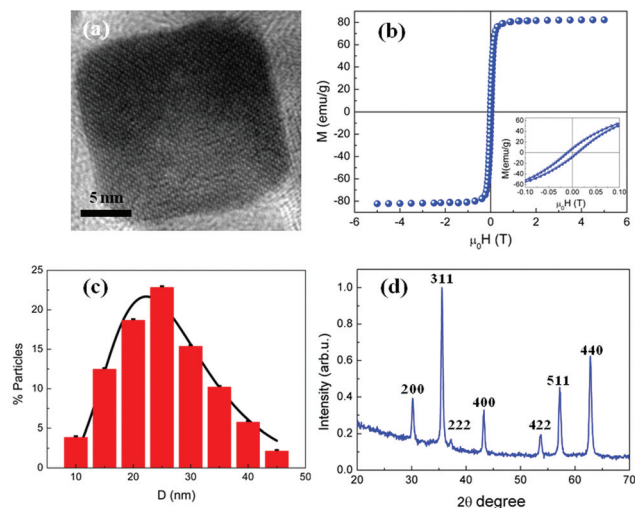 (a)
5 nm
(b)
M (emu/g)
80
60
40
20
0
-20
-40
-60
-80
-4 -2 0 2 4 6
μ₀H (T)
M(emu/g)
60
40
20
0
-20
-40
-60
-0.10 -0.05 0.00 0.05 0.10
μ₀H (T)
(c)
% Particles
25
20
15
10
5
0
0 10 20 30 40 50
D (nm)
(d)
Intensity (arb.u.)
1.0
0.8
0.6
0.4
0.2
0.0
200
311
222
400
422
511
440
20 30 40 50 60 70
2θ degree